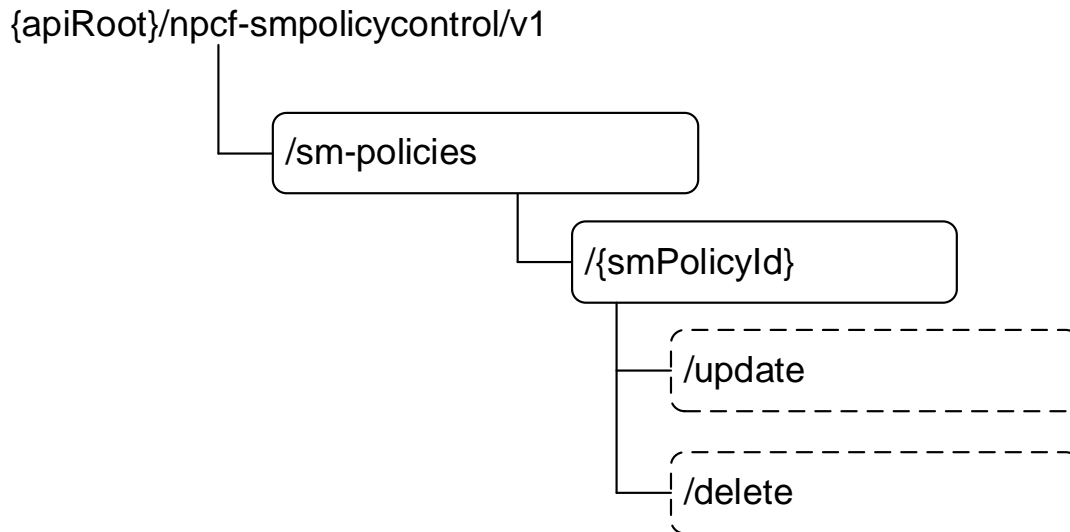 {apiRoot}/npcf-smpolicycontrol/v1
/sm-policies
/{smPolicyId}
/update
/delete